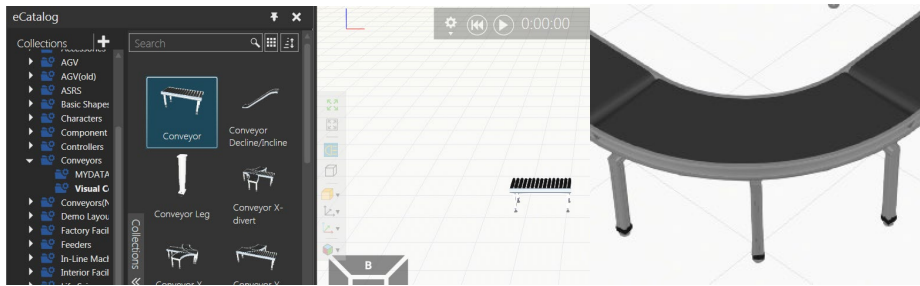 eCatalog
Collections
Search
AGV
AGV(old)
ASRS
Basic Shapes
Characters
Component
Controllers
Conveyors
MYDATA
Visual Co
Conveyors(N
Demo Layou
Factory Facil
Feeders
In-Line Mach
Interior Facil
Conveyor
Conveyor
Decline/Incline
Conveyor Leg
Conveyor X-
divert
Conveyor X
Conveyor Y
Collections
0:00:00
B